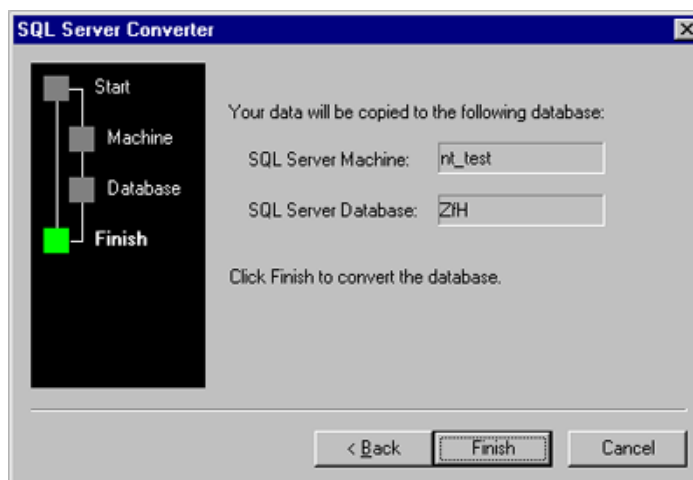 SQL Server Converter
Start
Machine
Database
Finish
Your data will be copied to the following database:
SQL Server Machine: nt_test
SQL Server Database: ZfH
Click Finish to convert the database.
< Back
Finish
Cancel